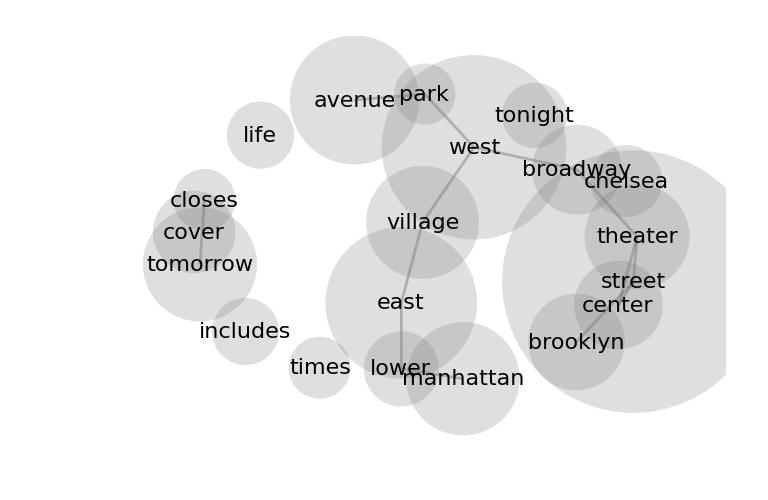 avenue
park
tonight
life
west
broadway
chelsea
closes
village
cover
theater
tomorrow
street
east
center
includes
brooklyn
times
lower
manhattan